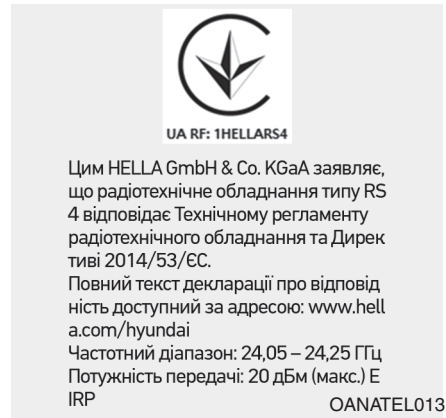 UA RF: 1HELLARS4
Цим HELLA GmbH & Co. KGaA заявляє,
що радіотехнічне обладнання типу RS
4 відповідає Технічному регламенту
радіотехнічного обладнання та Дирек
тиві 2014/53/ЄС.
Повний текст декларації про відповід
ність доступний за адресою: www.hell
a.com/hyundai
Частотний діапазон: 24,05 – 24,25 ГГц
Потужність передачі: 20 дБм (макс.) E
IRP
OANATEL013